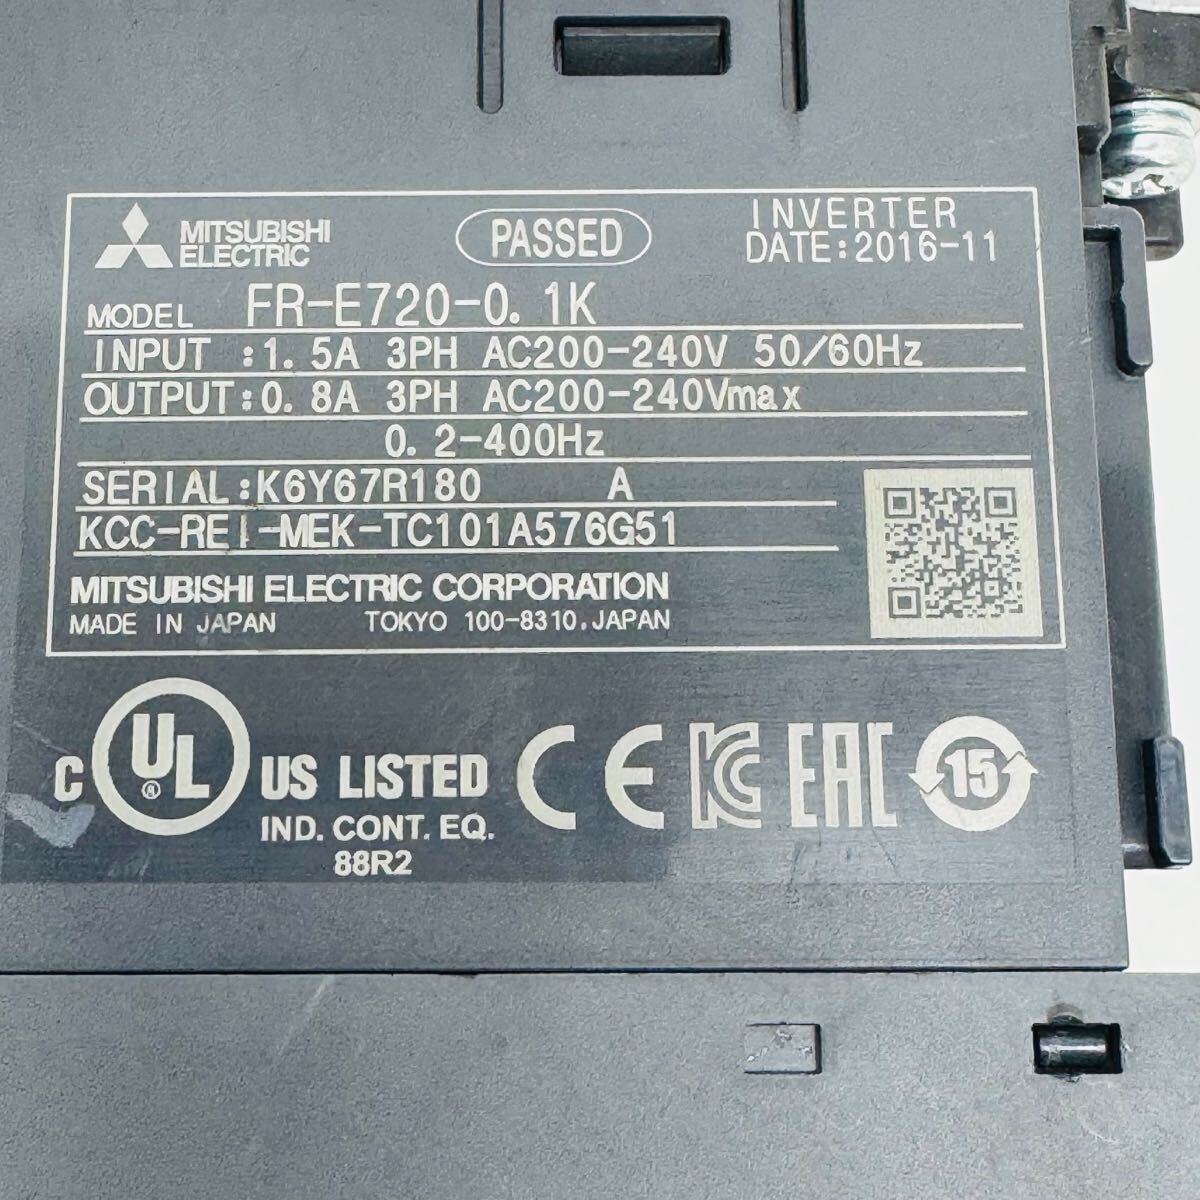 MITSUBISHI ELECTRIC
PASSED
INVERTER
DATE:2016-11
MODEL FR-E720-0.1K
INPUT :1.5A 3PH AC200-240V 50/60Hz
OUTPUT:0.8A 3PH AC200-240Vmax
0.2-400Hz
SERIAL:K6Y67R180 A
KCC-REI-MEK-TC101A576G51
MITSUBISHI ELECTRIC CORPORATION
MADE IN JAPAN TOKYO 100-8310,JAPAN
C UL ® US LISTED CE KC EAC 15
IND. CONT. EQ.
88R2